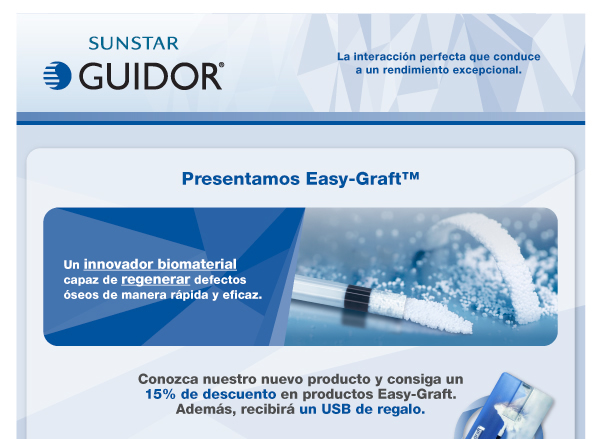 SUNSTAR
GUIDOR®
La interacción perfecta que conduce
a un rendimiento excepcional.
Presentamos Easy-Graft™
Un innovador biomaterial
capaz de regenerar defectos
óseos de manera rápida y eficaz.
Conozca nuestro nuevo producto y consiga un
15% de descuento en productos Easy-Graft.
Además, recibirá un USB de regalo.